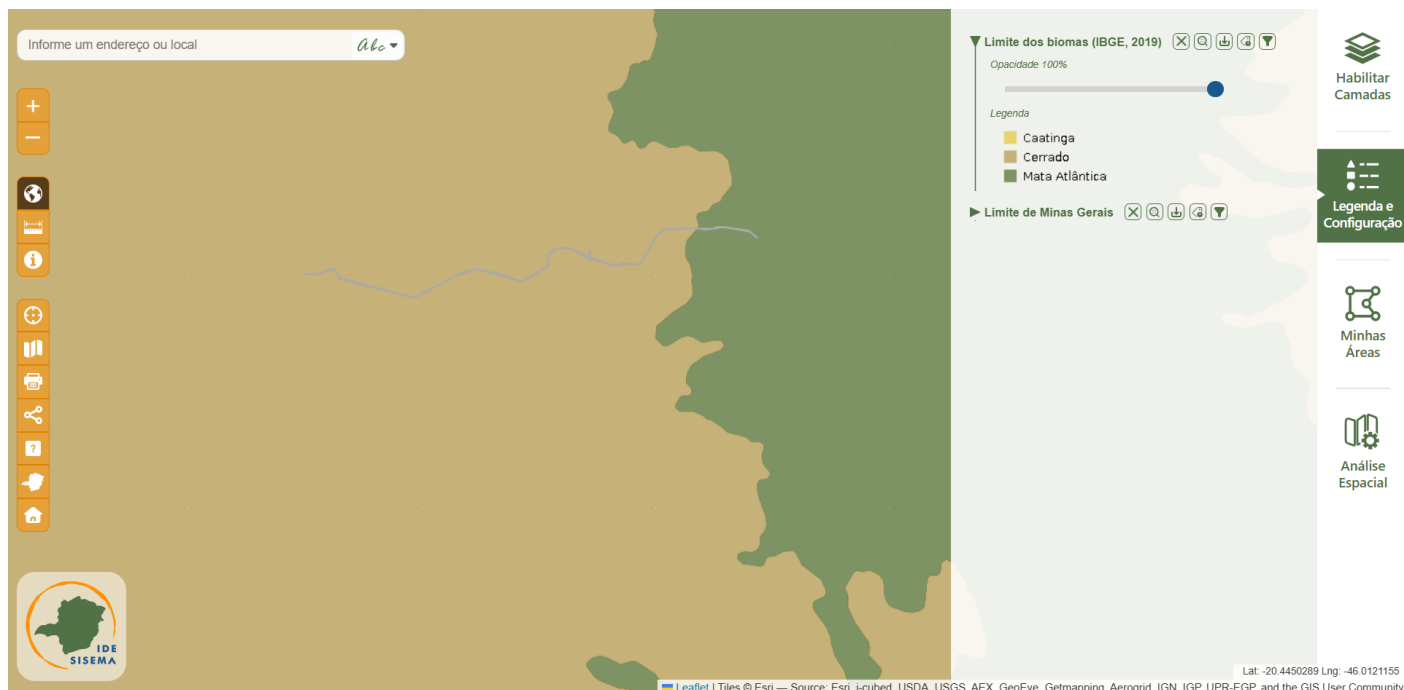 Informe um endereço ou local
Abc
+
−
?
IDE
SISEMA
Limite dos biomas (IBGE, 2019)
Opacidade 100%
Legenda
Caatinga
Cerrado
Mata Atlântica
Limite de Minas Gerais
Habilitar
Camadas
Legenda e
Configuração
Minhas
Áreas
Análise
Espacial
Lat: -20.4450289 Lng: -46.0121155
Leaflet | Tiles © Esri — Source: Esri, i-cubed, USDA, USGS, AEX, GeoEye, Getmapping, Aerogrid, IGN, IGP, UPR-EGP, and the GIS User Community